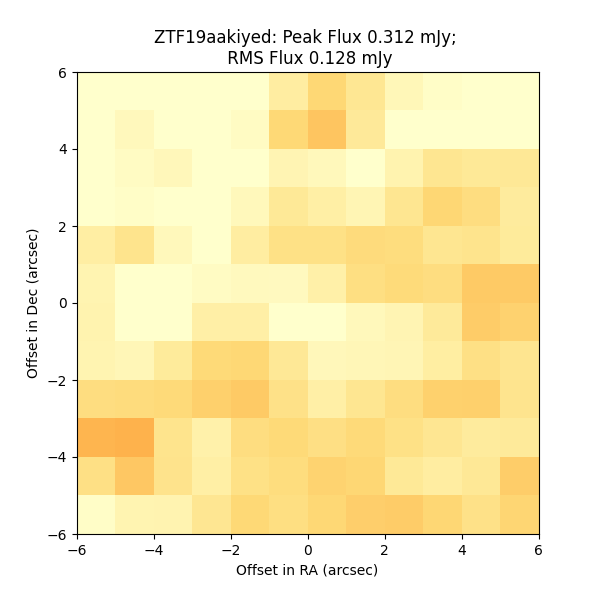 ZTF19aakiyed: Peak Flux 0.312 mJy;
RMS Flux 0.128 mJy
6
4
2
0
−2
−4
−6
Offset in Dec (arcsec)
−6 −4 −2 0 2 4 6
Offset in RA (arcsec)